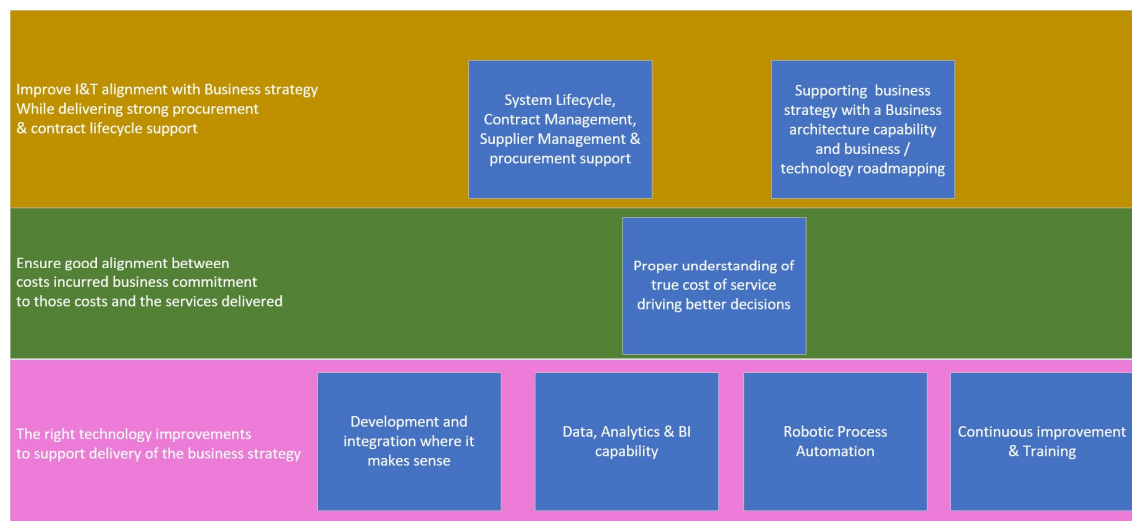 Improve I&T alignment with Business strategy
While delivering strong procurement
& contract lifecycle support
System Lifecycle,
Contract Management,
Supplier Management &
procurement support
Supporting business
strategy with a Business
architecture capability
and business /
technology roadmapping
Ensure good alignment between
costs incurred business commitment
to those costs and the services delivered
Proper understanding of
true cost of service
driving better decisions
The right technology improvements
to support delivery of the business strategy
Development and
integration where it
makes sense
Data, Analytics & BI
capability
Robotic Process
Automation
Continuous improvement
& Training